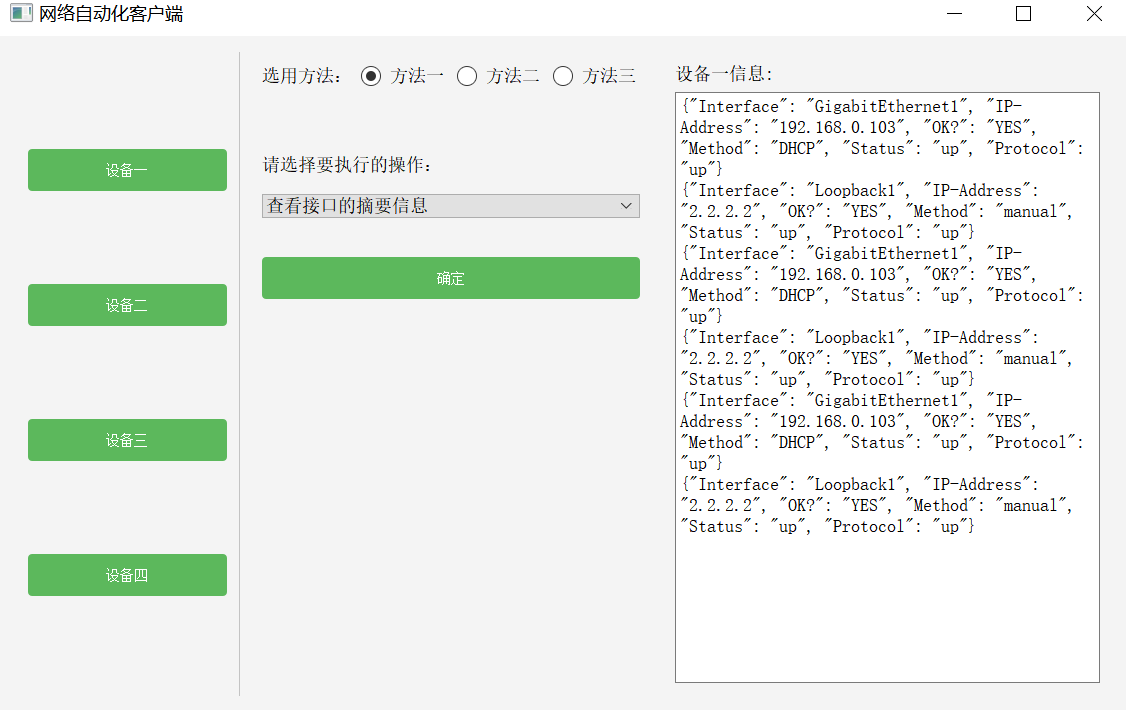 网络自动化客户端
设备一
设备二
设备三
设备四
选用方法： 方法一 方法二 方法三
请选择要执行的操作：
查看接口的摘要信息
确定
设备一信息：
{"Interface": "GigabitEthernet1", "IP-
Address": "192.168.0.103", "OK?": "YES",
"Method": "DHCP", "Status": "up", "Protocol":
"up"}
{"Interface": "Loopback1", "IP-Address":
"2.2.2.2", "OK?": "YES", "Method": "manual",
"Status": "up", "Protocol": "up"}
{"Interface": "GigabitEthernet1", "IP-
Address": "192.168.0.103", "OK?": "YES",
"Method": "DHCP", "Status": "up", "Protocol":
"up"}
{"Interface": "Loopback1", "IP-Address":
"2.2.2.2", "OK?": "YES", "Method": "manual",
"Status": "up", "Protocol": "up"}
{"Interface": "GigabitEthernet1", "IP-
Address": "192.168.0.103", "OK?": "YES",
"Method": "DHCP", "Status": "up", "Protocol":
"up"}
{"Interface": "Loopback1", "IP-Address":
"2.2.2.2", "OK?": "YES", "Method": "manual",
"Status": "up", "Protocol": "up"}